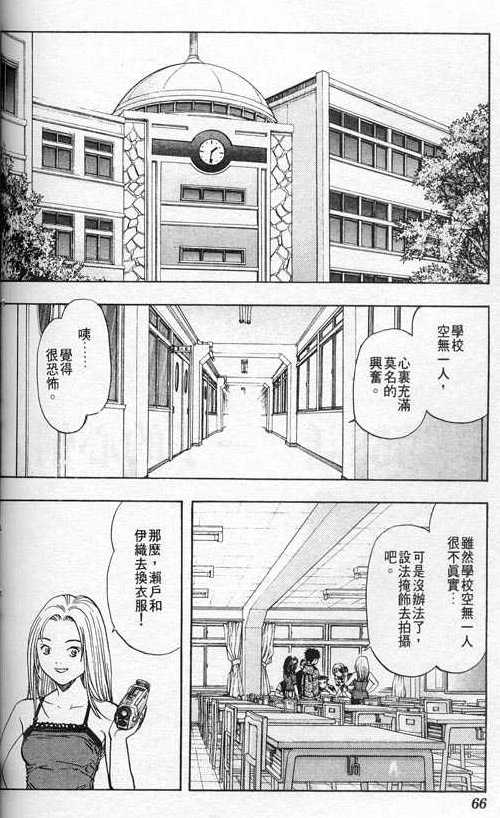 學校
空無一人，
心裏充滿
莫名的
興奮。
咦……
覺得
很恐怖。
雖然學校空無一人
很不真實…
可是沒辦法了，
設法掩飾去拍攝
吧。
那麼，瀨戶和
伊織去換衣服！
66